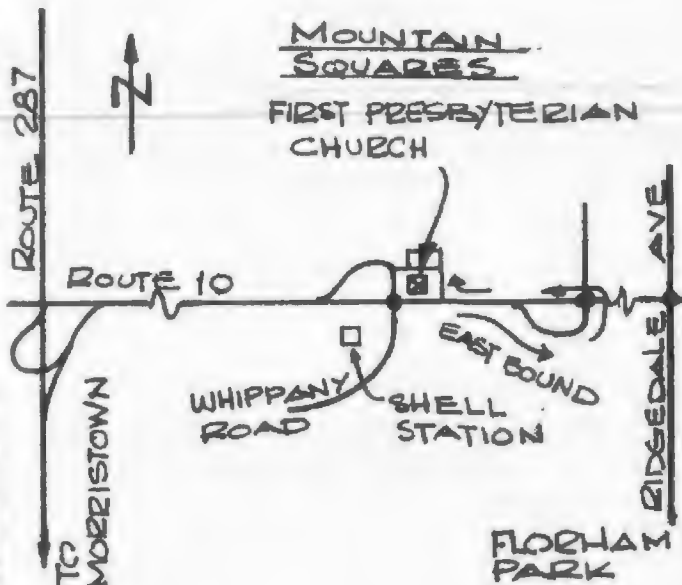 MOUNTAIN
SQUARES
FIRST PRESBYTERIAN
CHURCH
ROUTE 287
N
ROUTE 10
EAST BOUND
RIDGEDALE AVE
WHIPPANY
ROAD
SHELL
STATION
TO
MORRISTOWN
FLORHAM
PARK